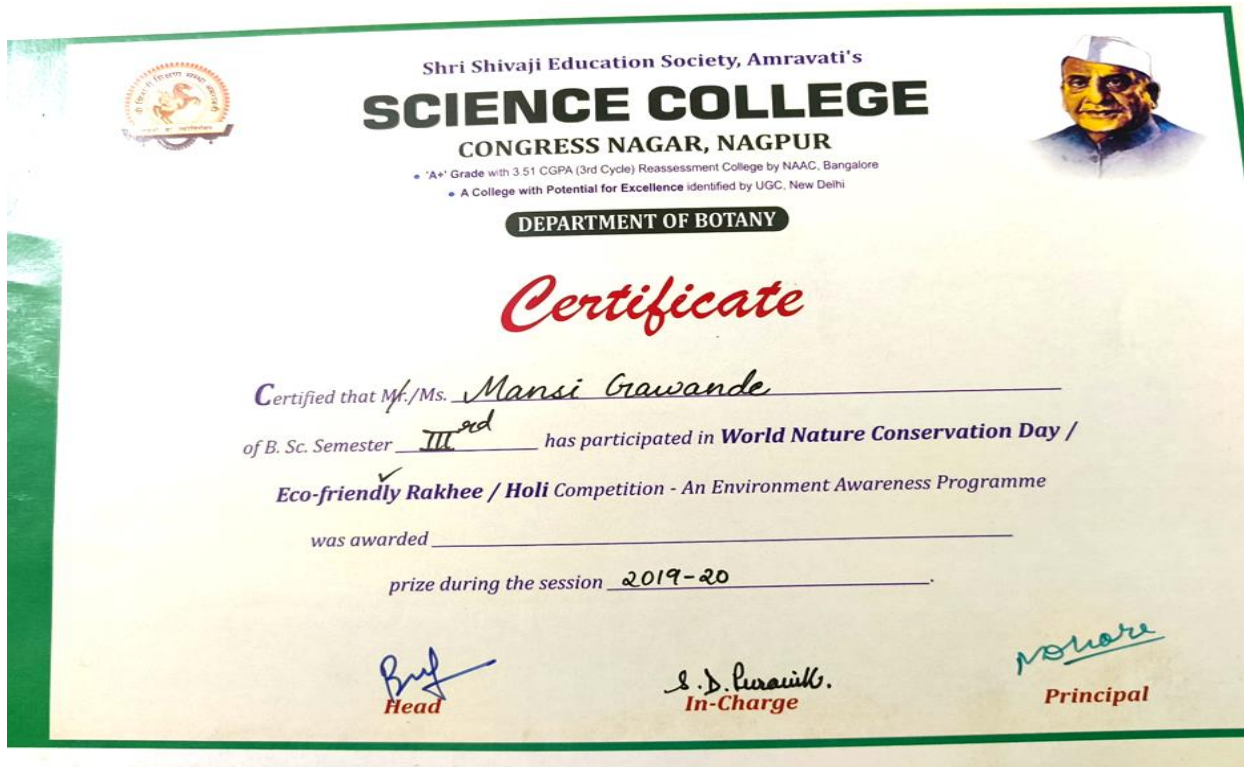 Shri Shivaji Education Society, Amravati's
SCIENCE COLLEGE
CONGRESS NAGAR, NAGPUR
• 'A+' Grade with 3.51 CGPA (3rd Cycle) Reassessment College by NAAC, Bangalore
• A College with Potential for Excellence identified by UGC, New Delhi
DEPARTMENT OF BOTANY
Certificate
Certified that Mr./Ms. Mansi Gawande
of B. Sc. Semester IIIrd has participated in World Nature Conservation Day /
Eco-friendly Rakhee / Holi Competition - An Environment Awareness Programme
was awarded
prize during the session 2019-20.
S. D. Puranik.
Head In-Charge Principal